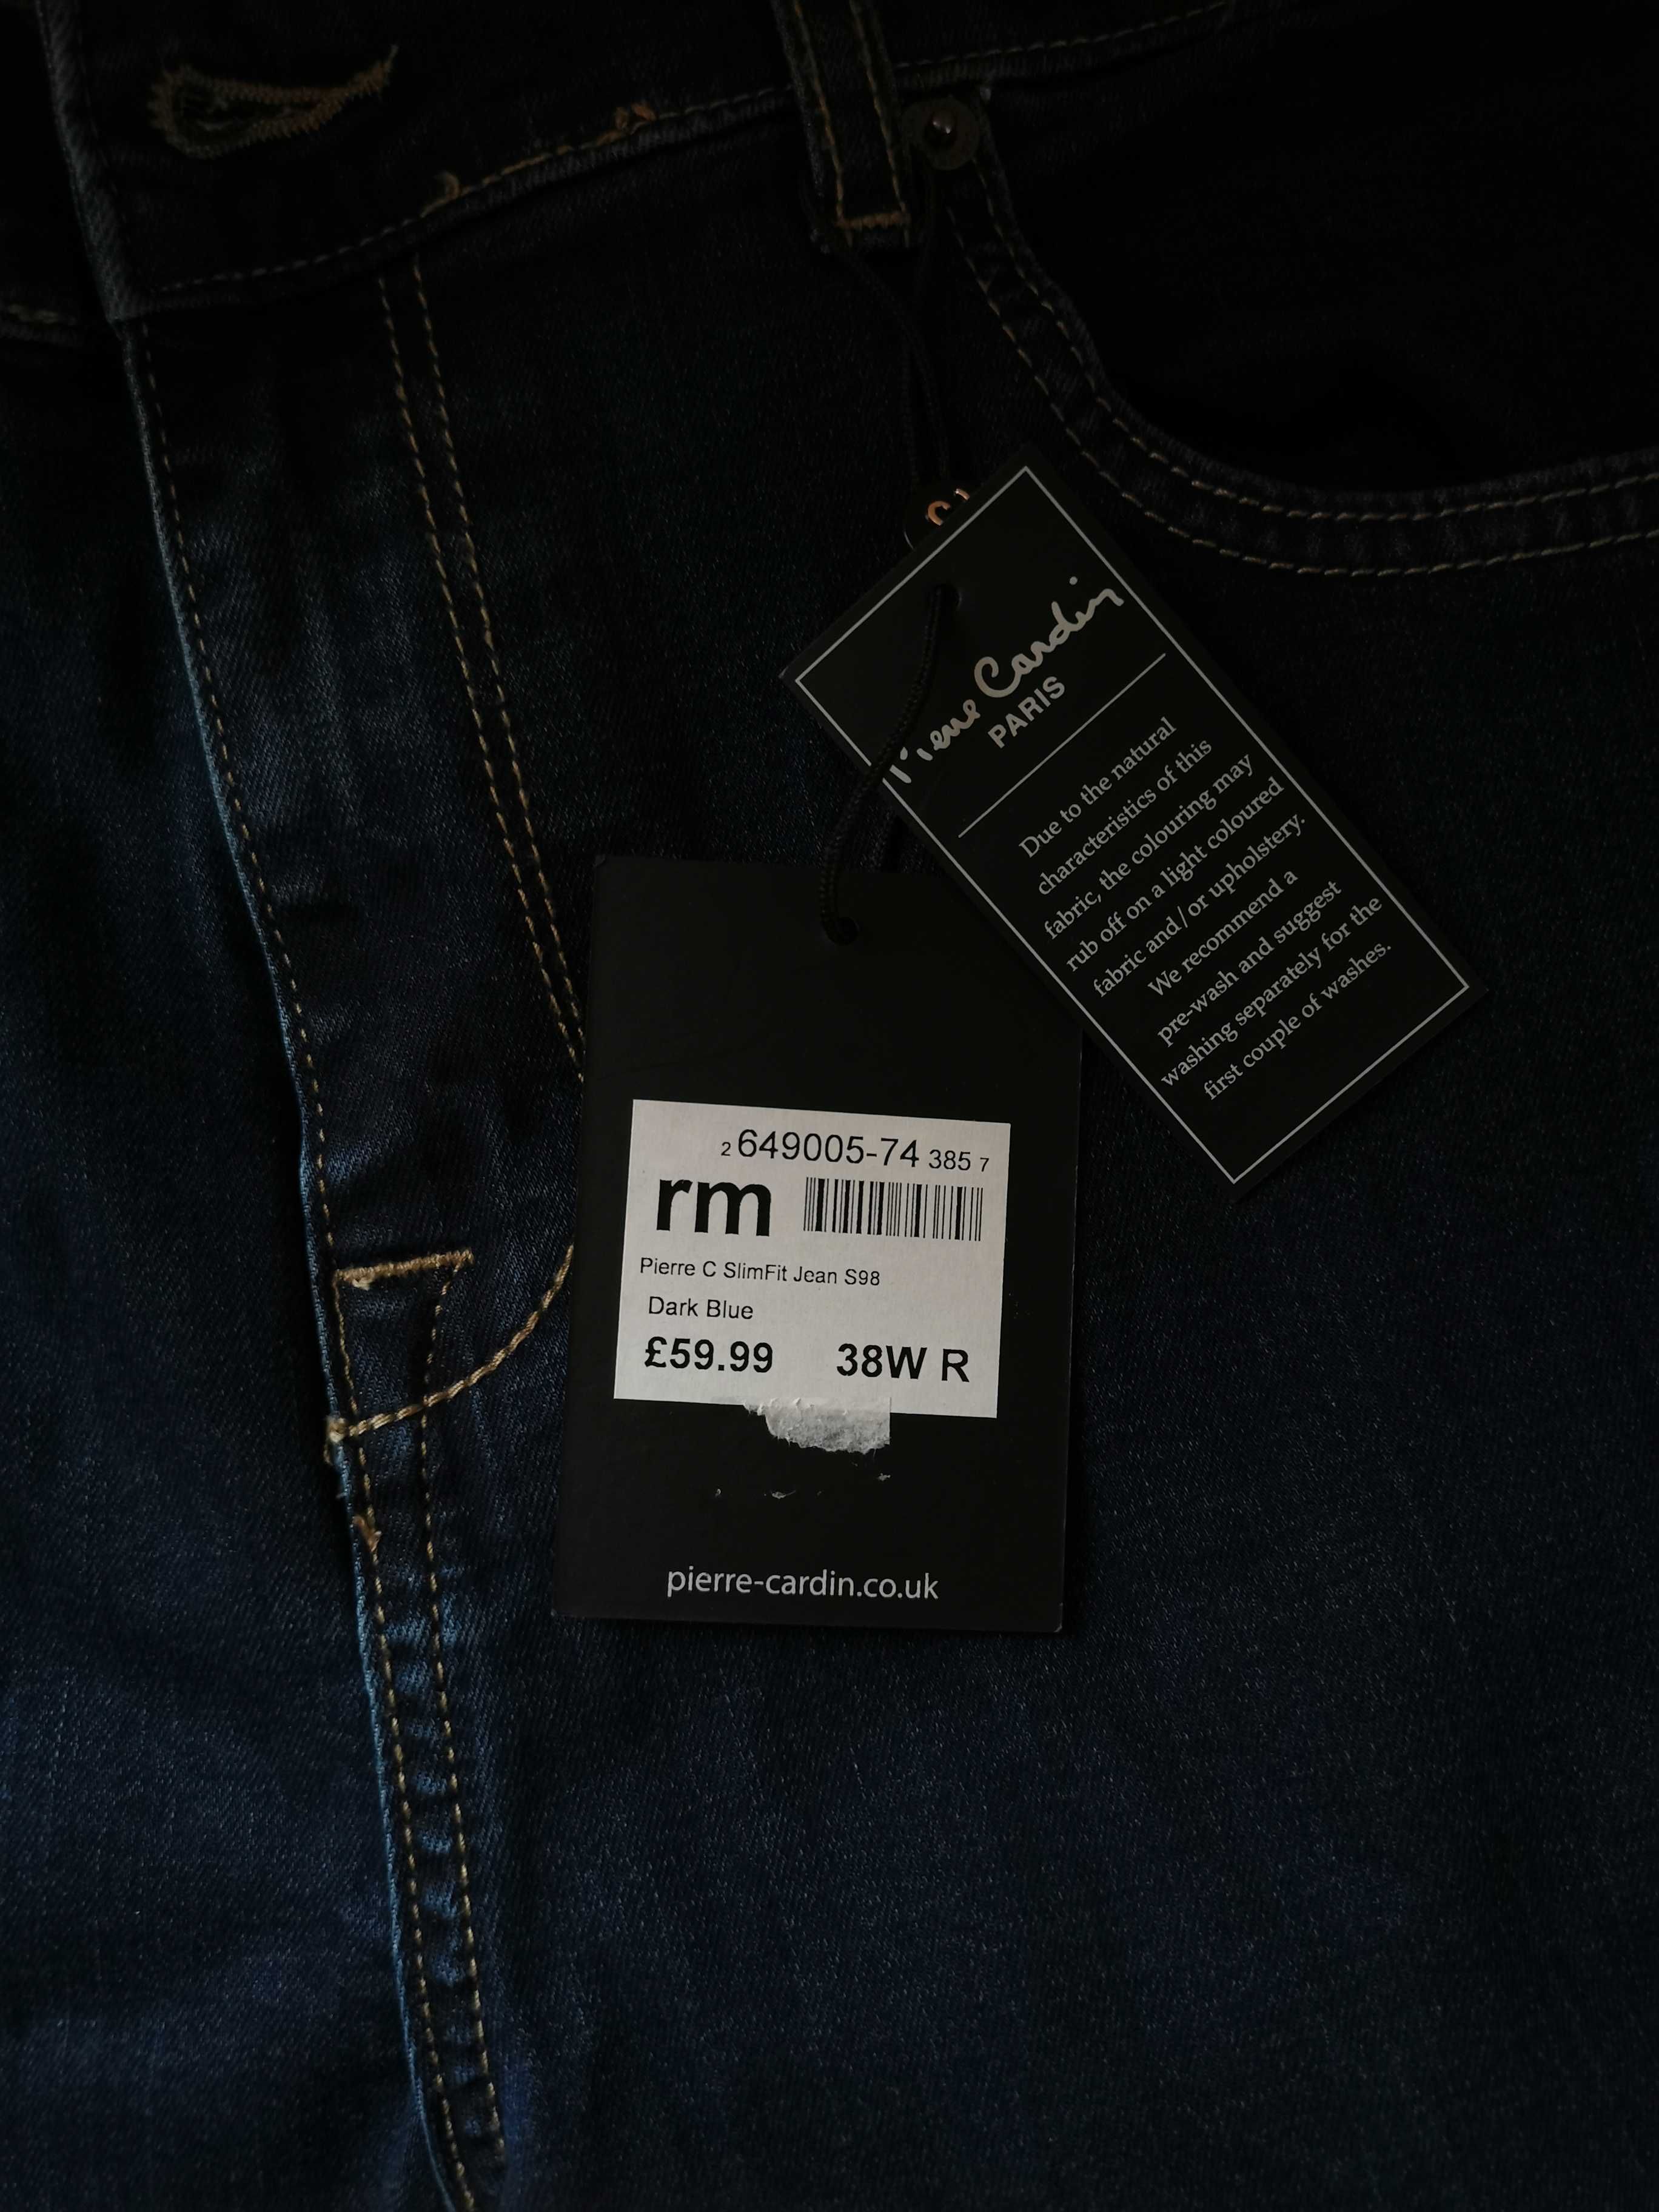 Pierre Cardin
PARIS
Due to the natural
characteristics of this
fabric, the colouring may
rub off on a light coloured
fabric and/or upholstery.
We recommend a
pre-wash and suggest
washing separately for the
first couple of washes.
2 649005-74 385 7
rm
Pierre C SlimFit Jean S98
Dark Blue
£59.99 38W R
pierre-cardin.co.uk